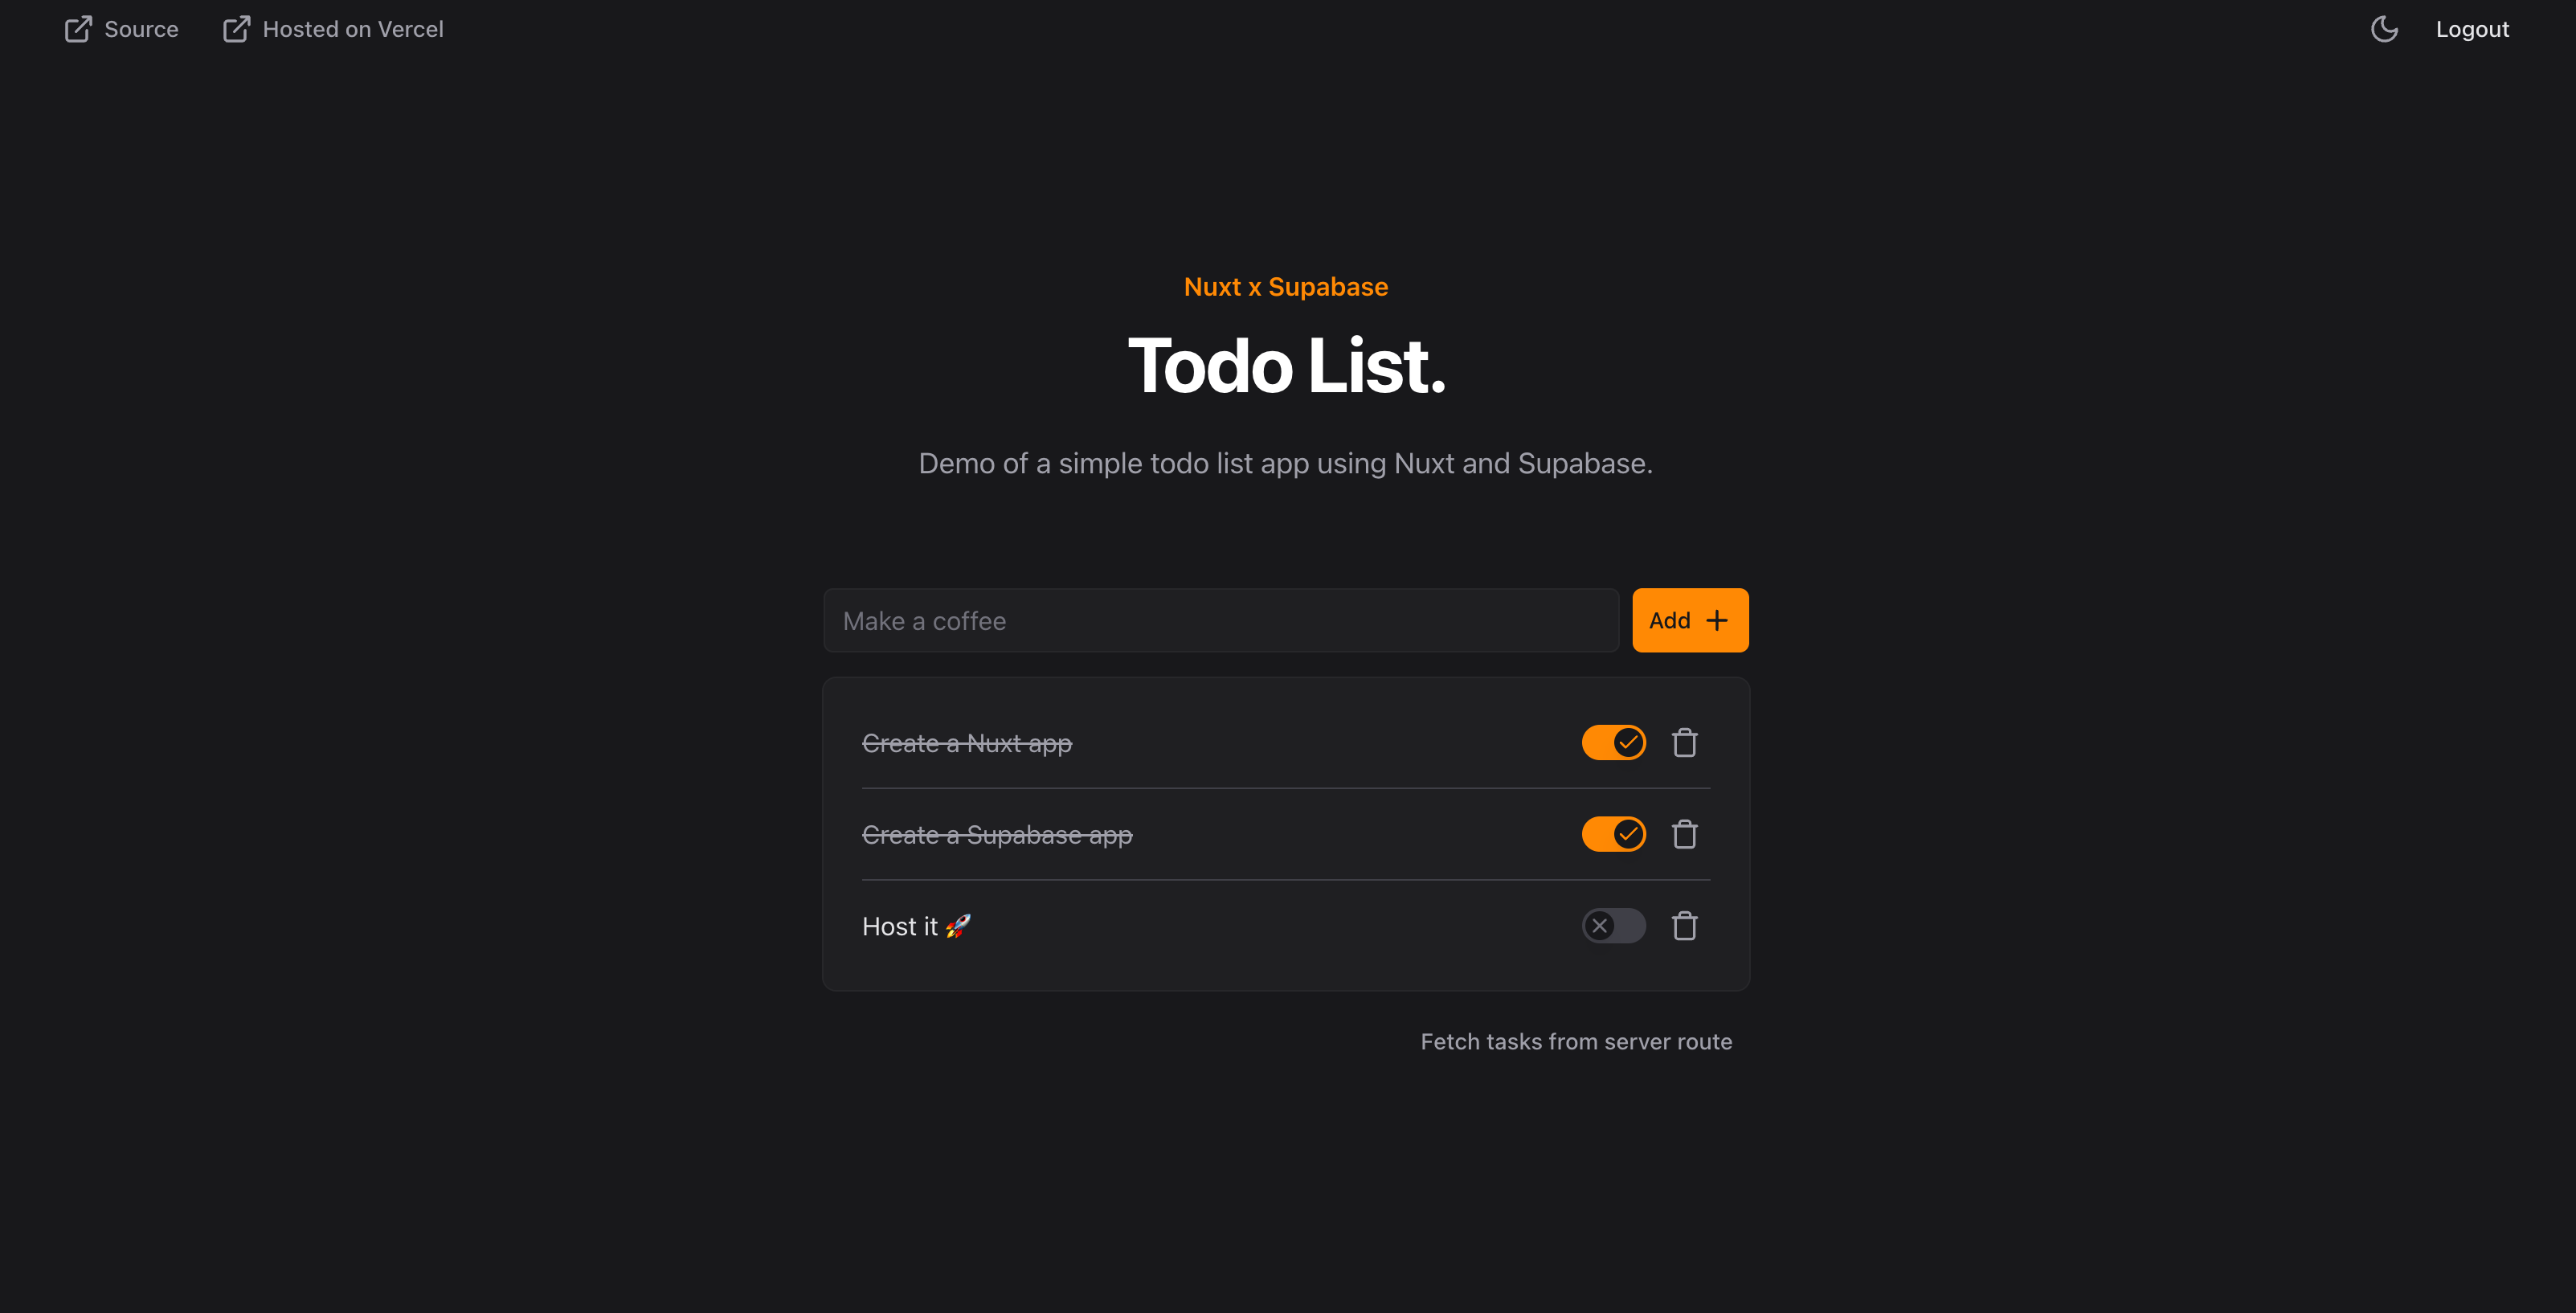 Source Hosted on Vercel Logout
Nuxt x Supabase
Todo List.
Demo of a simple todo list app using Nuxt and Supabase.
Make a coffee Add
Create a Nuxt app
Create a Supabase app
Host it 🚀
Fetch tasks from server route